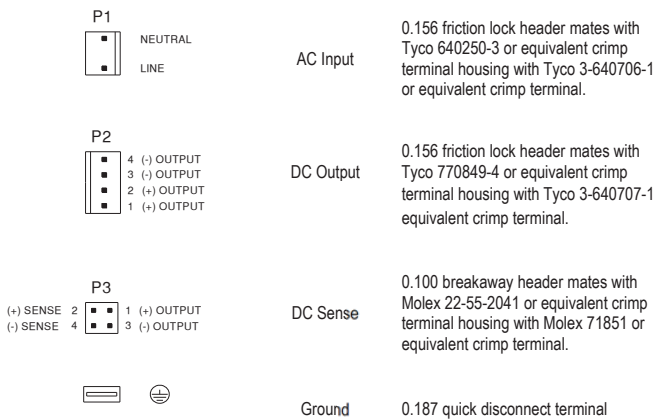 P1
NEUTRAL
LINE
AC Input
0.156 friction lock header mates with
Tyco 640250-3 or equivalent crimp
terminal housing with Tyco 3-640706-1
or equivalent crimp terminal.
P2
4 (-) OUTPUT
3 (-) OUTPUT
2 (+) OUTPUT
1 (+) OUTPUT
DC Output
0.156 friction lock header mates with
Tyco 770849-4 or equivalent crimp
terminal housing with Tyco 3-640707-1
equivalent crimp terminal.
P3
(+) SENSE 2 1 (+) OUTPUT
(-) SENSE 4 3 (-) OUTPUT
DC Sense
0.100 breakaway header mates with
Molex 22-55-2041 or equivalent crimp
terminal housing with Molex 71851 or
equivalent crimp terminal.
Ground
0.187 quick disconnect terminal